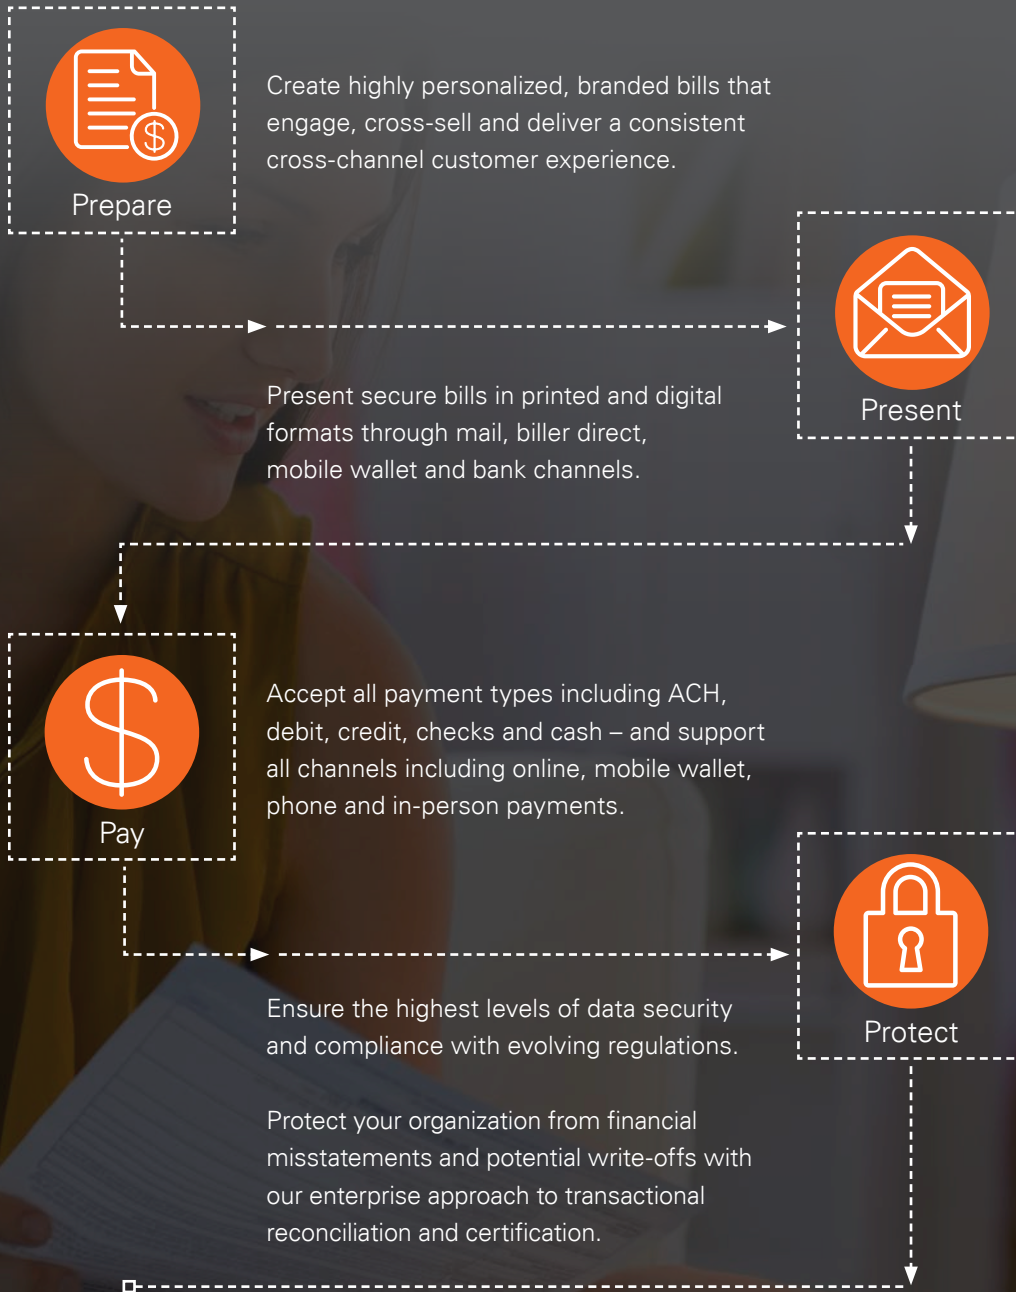 Prepare
Create highly personalized, branded bills that
engage, cross-sell and deliver a consistent
cross-channel customer experience.
Present
Present secure bills in printed and digital
formats through mail, biller direct,
mobile wallet and bank channels.
$
Pay
Accept all payment types including ACH,
debit, credit, checks and cash – and support
all channels including online, mobile wallet,
phone and in-person payments.
Protect
Ensure the highest levels of data security
and compliance with evolving regulations.
Protect your organization from financial
misstatements and potential write-offs with
our enterprise approach to transactional
reconciliation and certification.